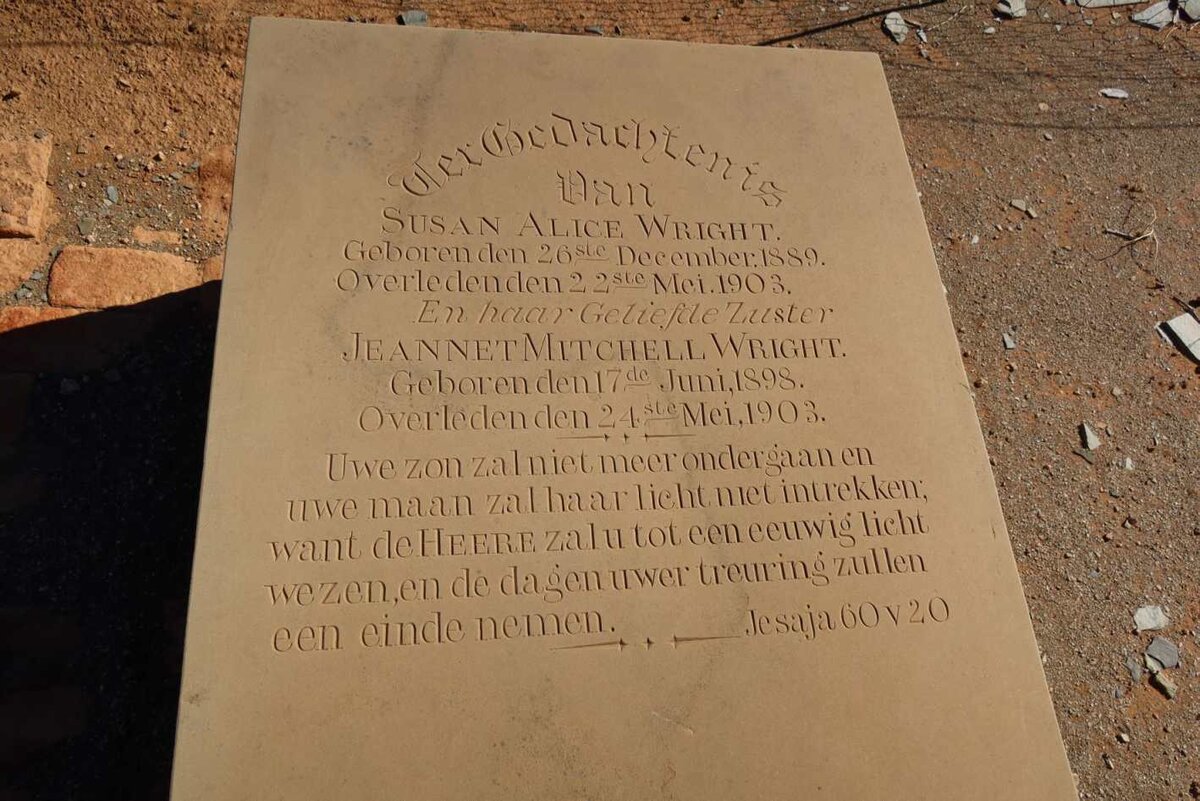 Ter Gedachtenis
Van
SUSAN ALICE WRIGHT.
Geboren den 26ste December, 1889.
Overleden den 22ste Mei. 1903.
En haar Geliefde Zuster
JEANNET MITCHELL WRIGHT.
Geboren den 17de Juni, 1898.
Overleden den 24ste Mei, 1903.
Uwe zon zal niet meer ondergaan en
uwe maan zal haar licht niet intrekken;
want de HEERE zal u tot een eeuwig licht
wezen, en de dagen uwer treuring zullen
een einde nemen. Jesaja 60 v 20